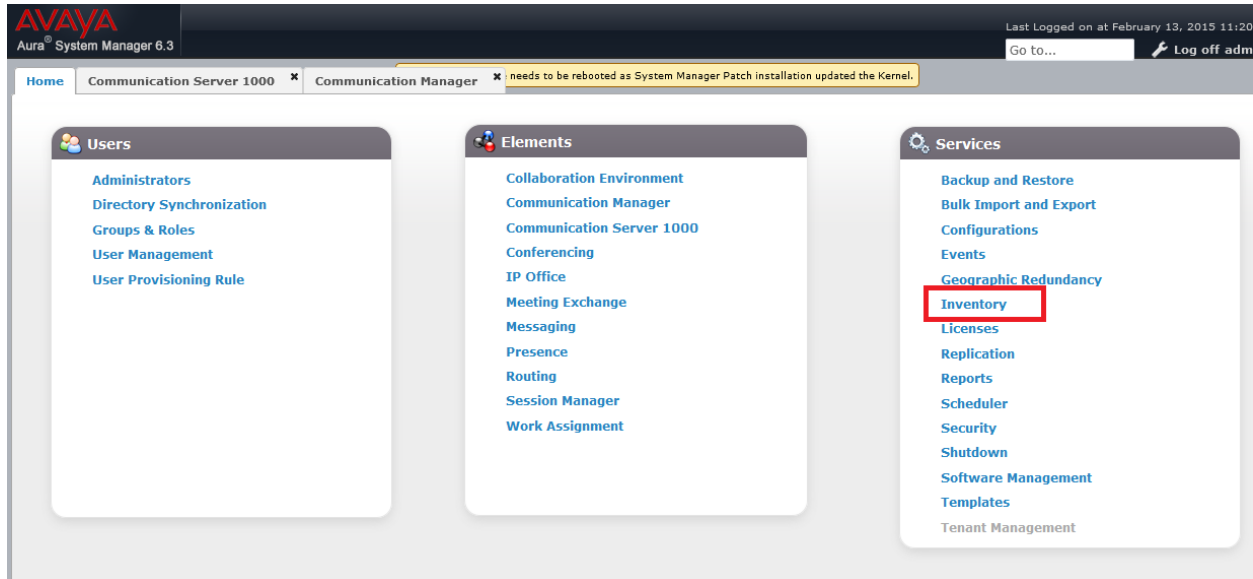 AVAYA
Aura® System Manager 6.3
Last Logged on at February 13, 2015 11:20
Go to...
Log off adm
Home
Communication Server 1000 ×
Communication Manager ×
needs to be rebooted as System Manager Patch installation updated the Kernel.
Users
Administrators
Directory Synchronization
Groups & Roles
User Management
User Provisioning Rule
Elements
Collaboration Environment
Communication Manager
Communication Server 1000
Conferencing
IP Office
Meeting Exchange
Messaging
Presence
Routing
Session Manager
Work Assignment
Services
Backup and Restore
Bulk Import and Export
Configurations
Events
Geographic Redundancy
Inventory
Licenses
Replication
Reports
Scheduler
Security
Shutdown
Software Management
Templates
Tenant Management